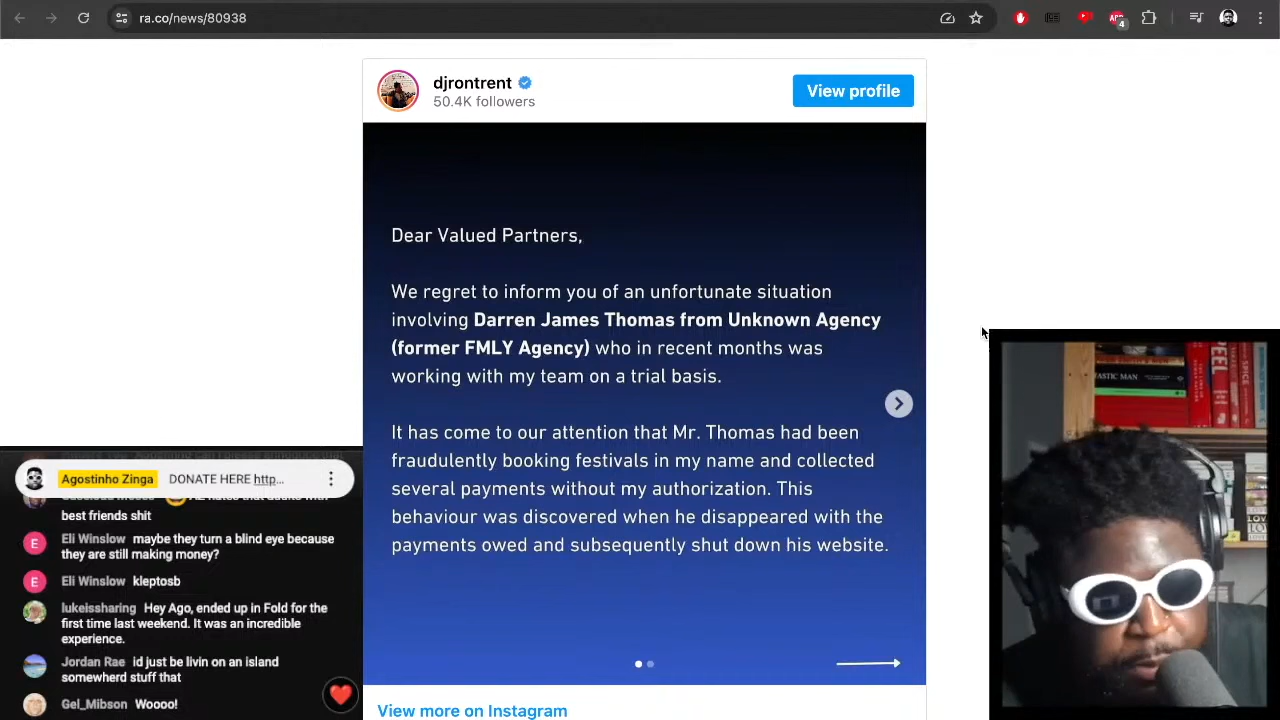 ra.co/news/80938
4
djrontrent
50.4K followers
View profile
Dear Valued Partners,
We regret to inform you of an unfortunate situation
involving Darren James Thomas from Unknown Agency
(former FMLY Agency) who in recent months was
working with my team on a trial basis.
It has come to our attention that Mr. Thomas had been
fraudulently booking festivals in my name and collected
several payments without my authorization. This
behaviour was discovered when he disappeared with the
payments owed and subsequently shut down his website.
View more on Instagram
Agostinho Zinga DONATE HERE http...
best friends shit
Eli Winslow maybe they turn a blind eye because
they are still making money?
Eli Winslow kleptosb
lukeissharing Hey Ago, ended up in Fold for the
first time last weekend. It was an incredible
experience.
Jordan Rae id just be livin on an island
somewherd stuff that
Gel_Mibson Woooo!
E
E
TASTIC MAN